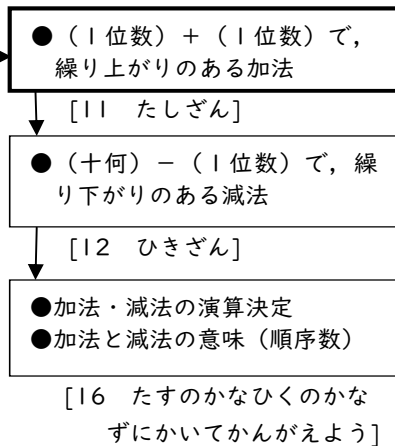 ●（１位数）＋（１位数）で，
繰り上がりのある加法
［11　たしざん］
●（十何）－（１位数）で，繰
り下がりのある減法
［12　ひきざん］
●加法・減法の演算決定
●加法と減法の意味（順序数）
［16　たすのかなひくのかな
ずにかいてかんがえよう］